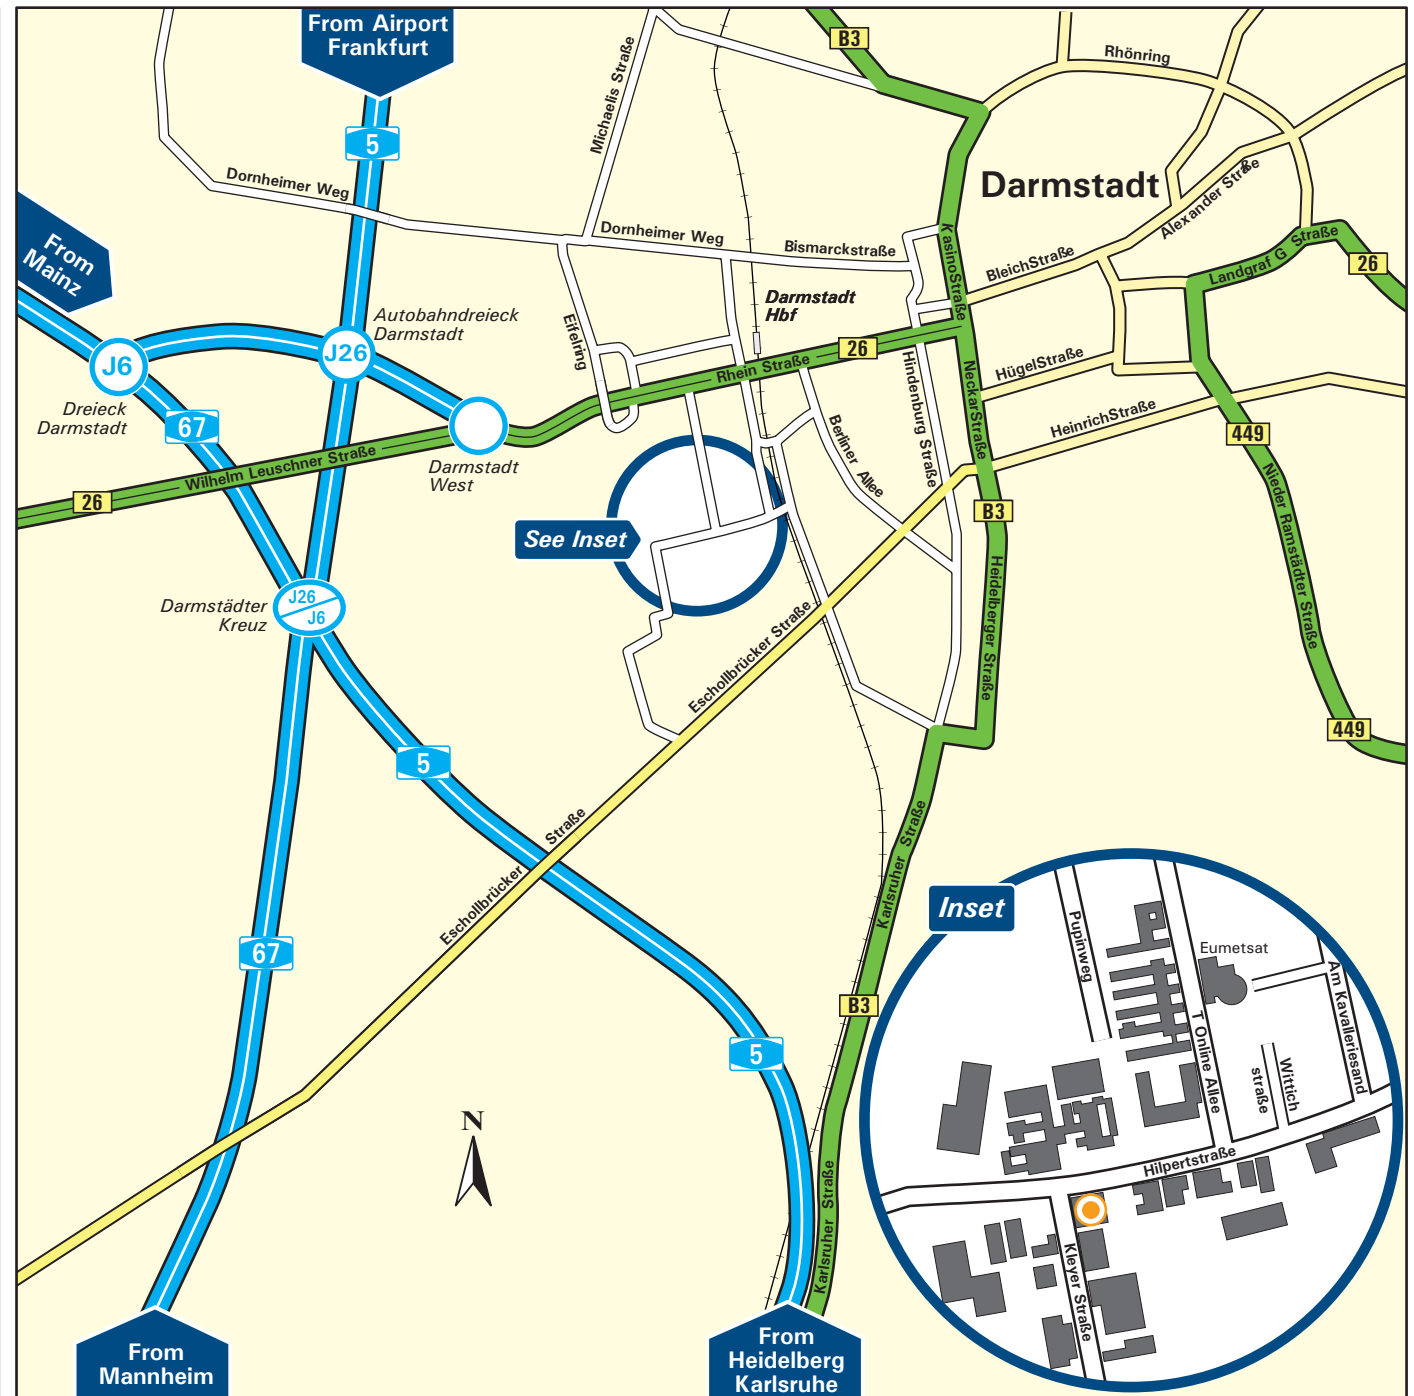 From Airport
Frankfurt
B3
Rhönring
Michaelis Straße
5
Dornheimer Weg
Darmstadt
Alexander Straße
From
Mainz
Dornheimer Weg
Bismarckstraße
KasinoStraße
BleichStraße
Landgraf G Straße
26
Autobahndreieck
Darmstadt
Darmstadt
Hbf
Eifelring
J26
J6
26
Rhein Straße
Hindenburg Straße
NeckarStraße
HügelStraße
Dreieck
Darmstadt
67
HeinrichStraße
449
Berliner Allee
Wilhelm Leuschner Straße
Darmstadt
West
26
Nieder Ramstädter Straße
B3
See Inset
Heidelberger Straße
Darmstädter
Kreuz
J26
J6
Eschollbrücker Straße
449
5
Eschollbrücker Straße
Karlsruher Straße
67
B3
5
Inset
Pupinweg
Eumetsat
T Online Allee
Am Kavalleriesand
Wittich
straße
Hilpertstraße
Kleyer Straße
N
Karlsruher Straße
From
Mannheim
From
Heidelberg
Karlsruhe